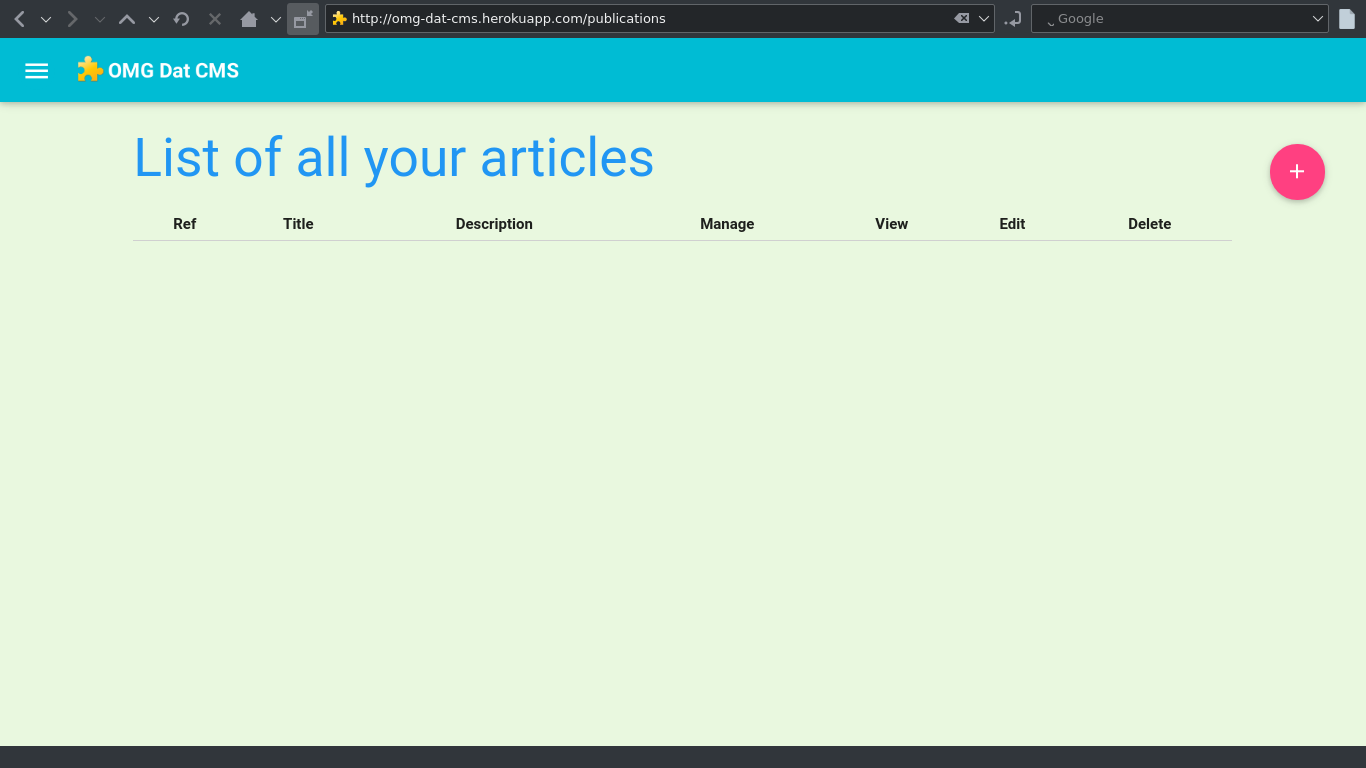 http://omg-dat-cms.herokuapp.com/publications
Google
OMG Dat CMS
List of all your articles
+
Ref Title Description Manage View Edit Delete